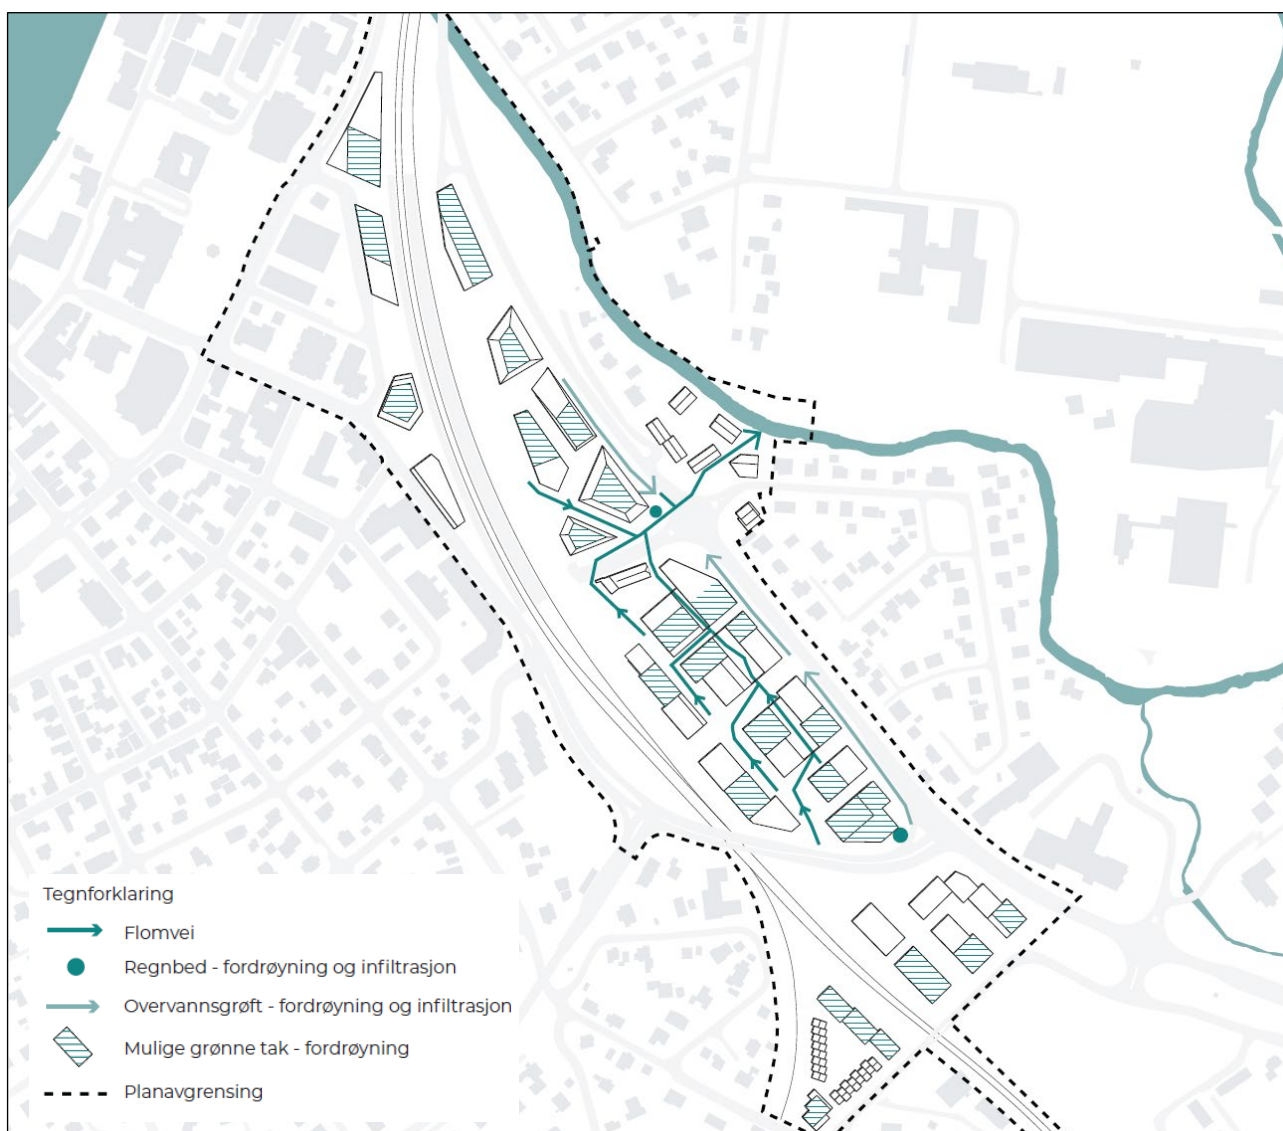 Tegnforklaring
Flomvei
Regnbed - fordrøyning og infiltrasjon
Overvannsgrøft - fordrøyning og infiltrasjon
Mulige grønne tak - fordrøyning
Planavgrensing